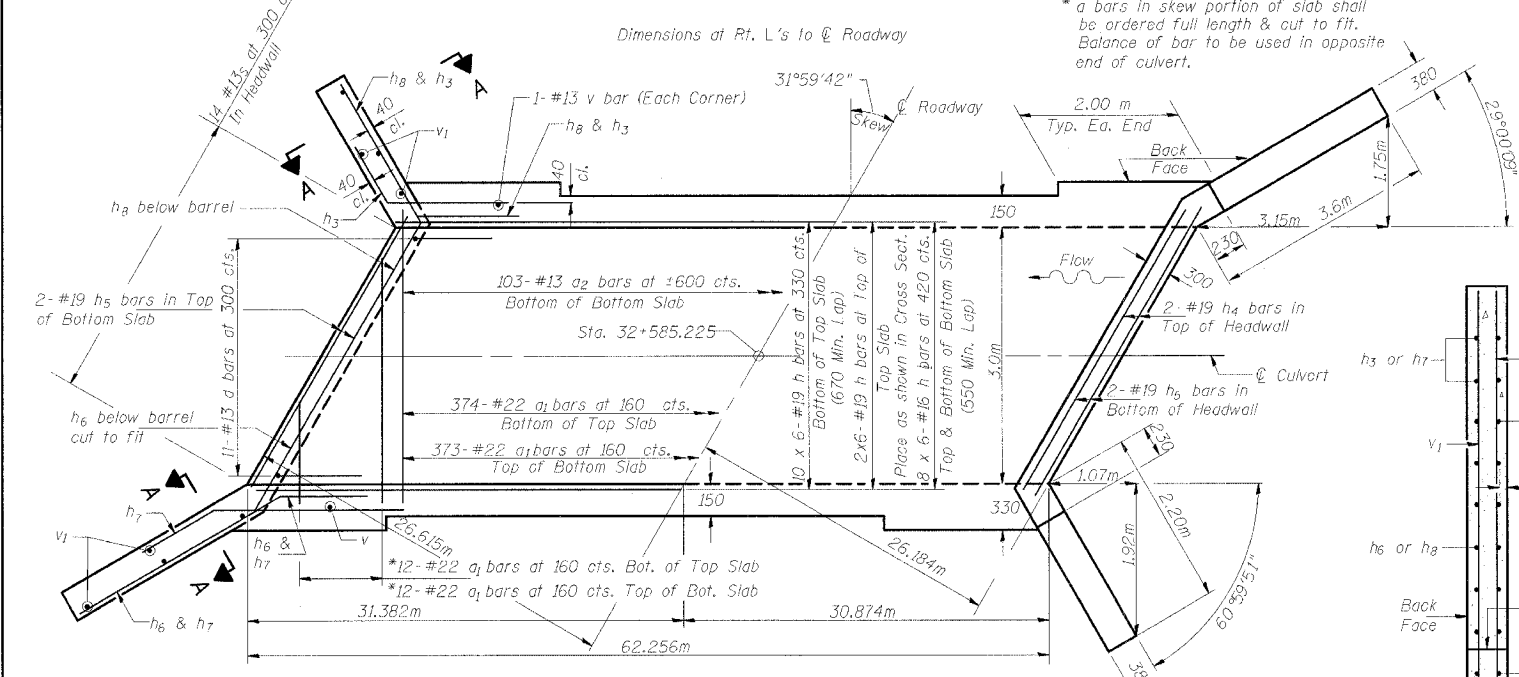 * a bars in skew portion of slab shall
be ordered full length & cut to fit.
Balance of bar to be used in opposite
end of culvert.
Dimensions at Rt. L's to ℄ Roadway
14 #13s at 300 c
In Headwall
h8 & h3
A
40
cl.
1- #13 v bar (Each Corner)
v1
h8 & h3
31°59'42"
Skew
℄ Roadway
2.00 m
Typ. Ea. End
Back
Face
380
29°00'09"
1.75m
A
40
cl.
h3
40
cl.
h8 below barrel
150
3.15m
3.6m
230
300
Flow
2- #19 h5 bars in Top
of Bottom Slab
11- #13 d bars at 300 cts.
103- #13 a2 bars at ±600 cts.
Bottom of Bottom Slab
Sta. 32+585.225
10 x 6- #19 h bars at 330 cts.
Bottom of Top Slab
(670 Min. Lap)
2x6- #19 h bars at Top of
Top Slab
Place as shown in Cross Sect.
8 x 6- #16 h bars at 420 cts.
Top & Bottom of Bottom Slab
(550 Min. Lap)
3.0m
2- #19 h4 bars in
Top of Headwall
℄ Culvert
2- #19 h5 bars in
Bottom of Headwall
h3 or h7
v1
h6 or h8
Back
Face
h6 below barrel
cut to fit
374- #22 a1 bars at 160 cts.
Bottom of Top Slab
373- #22 a1 bars at 160 cts.
Top of Bottom Slab
150
330
230
1.07m
2.20m
1.92m
60°59'51"
A
h7
v1
A
h6 &
h7
v
26.615m
26.184m
*12- #22 a1 bars at 160 cts. Bot. of Top Slab
*12- #22 a1 bars at 160 cts. Top of Bot. Slab
h6 & h7
31.382m
30.874m
62.256m